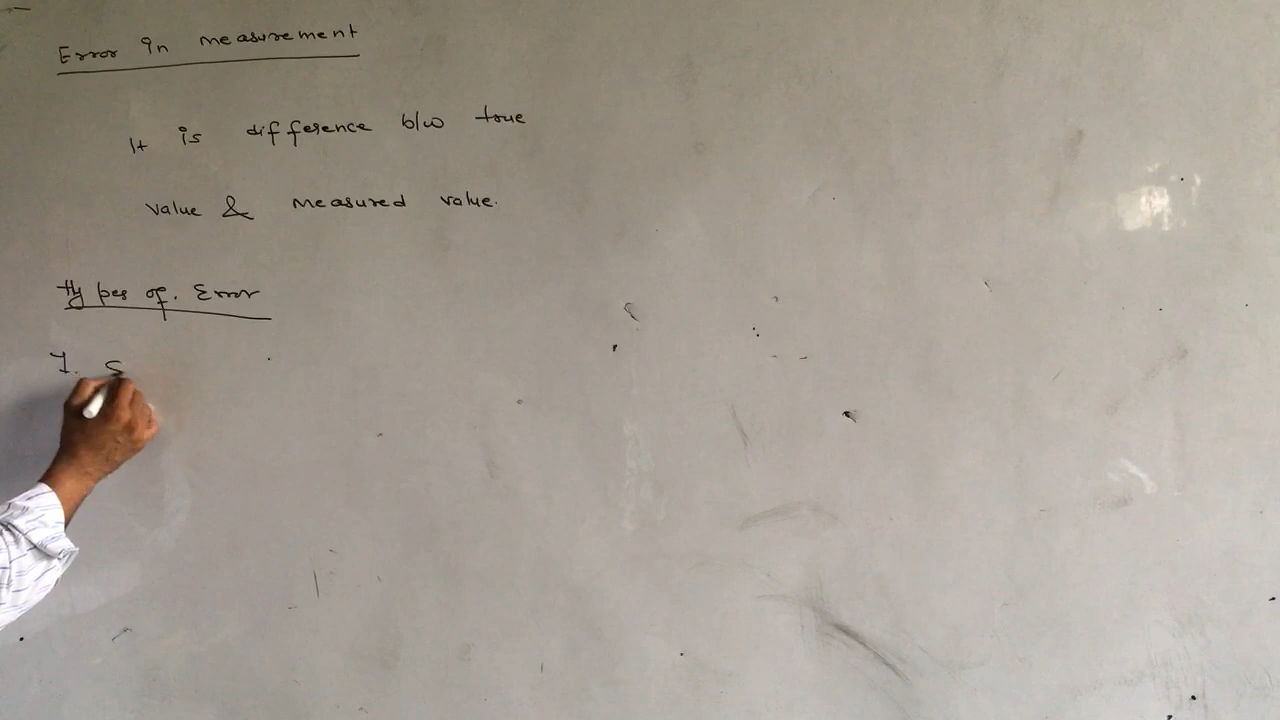 Error in measurement
It is difference b/w true
value & measured value.
Types of. Error
1. S